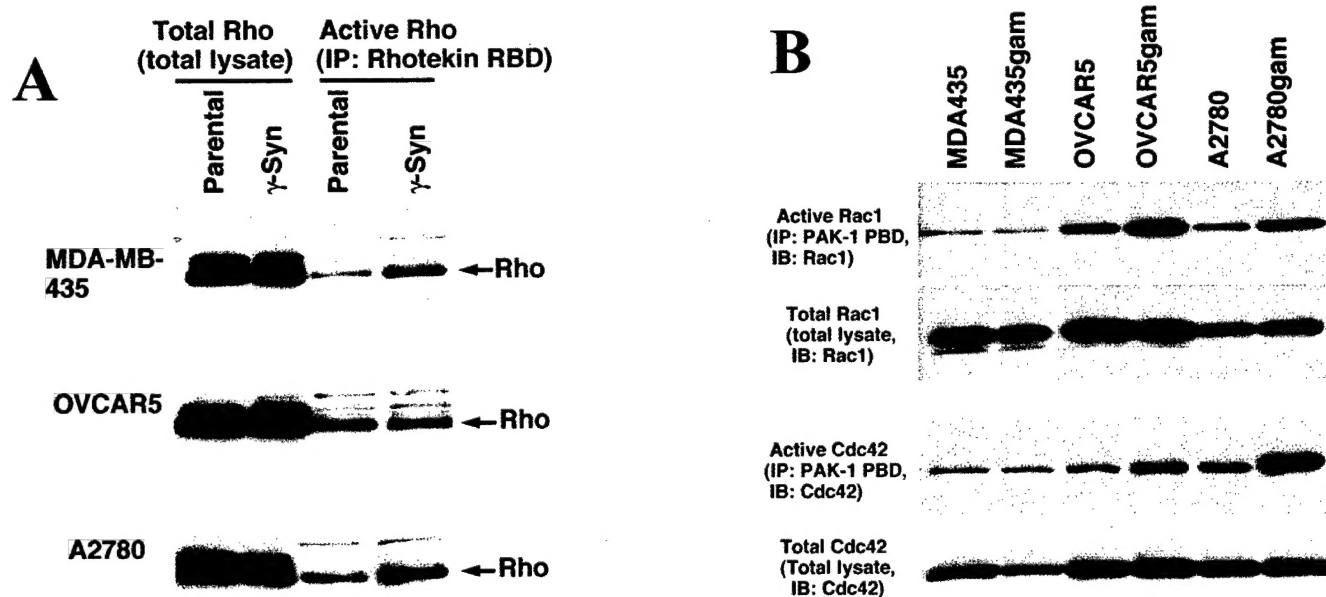 A
Total Rho
(total lysate)
Active Rho
(IP: Rhotekin RBD)
Parental
γ-Syn
Parental
γ-Syn
MDA-MB-
435
Rho
OVCAR5
Rho
A2780
Rho
B
MDA435
MDA435gam
OVCAR5
OVCAR5gam
A2780
A2780gam
Active Rac1
(IP: PAK-1 PBD,
IB: Rac1)
Total Rac1
(total lysate,
IB: Rac1)
Active Cdc42
(IP: PAK-1 PBD,
IB: Cdc42)
Total Cdc42
(Total lysate,
IB: Cdc42)